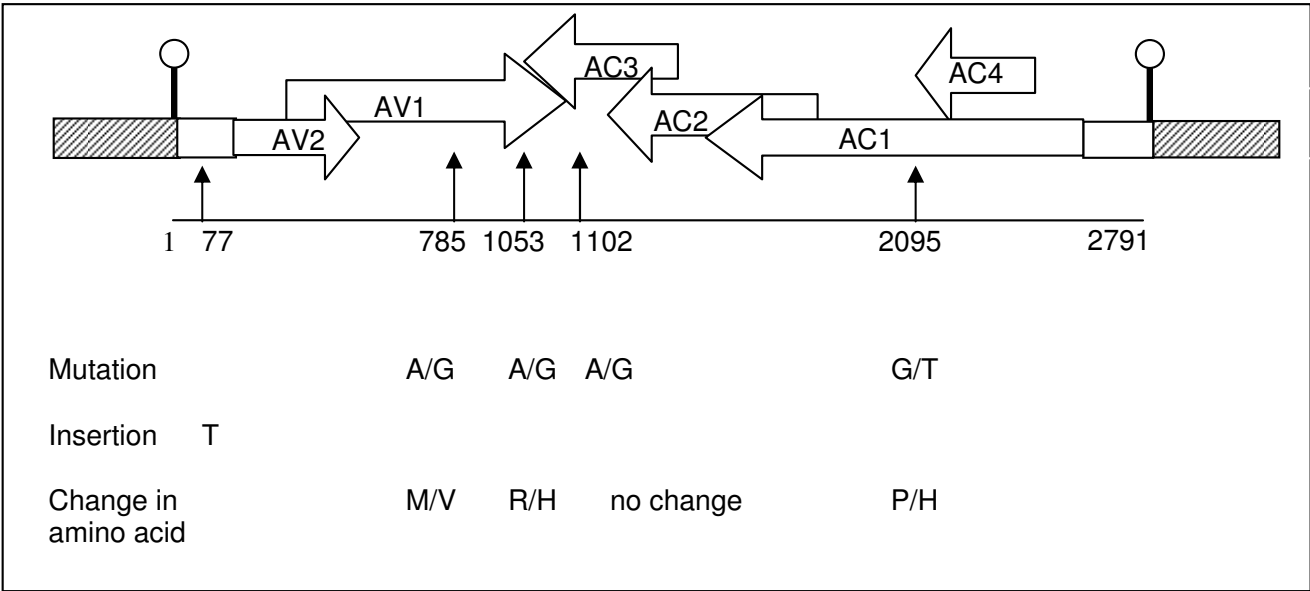 AC3
AC4
AV1
AC2
AV2
AC1
1 77 785 1053 1102 2095 2791
Mutation A/G A/G A/G G/T
Insertion T
Change in M/V R/H no change P/H
amino acid